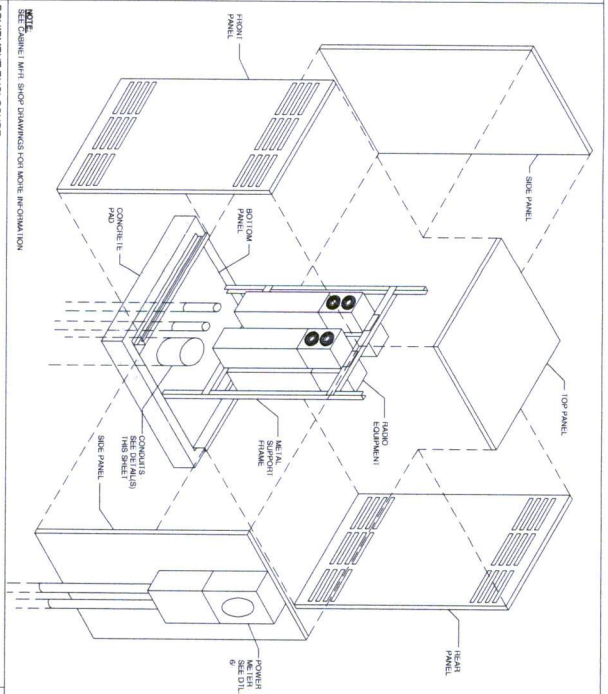 SIDE PANEL
TOP PANEL
FRONT
PANEL
BOTTOM
PANEL
CONCRETE
PAD
RADIO
EQUIPMENT
METAL
SUPPORT
FRAME
CONDUITS
SEE DETAIL(S)
THIS SHEET
SIDE PANEL
REAR
PANEL
POWER
METER
SEE DTL.
6/
NOTE:
SEE CABINET MFR. SHOP DRAWINGS FOR MORE INFORMATION